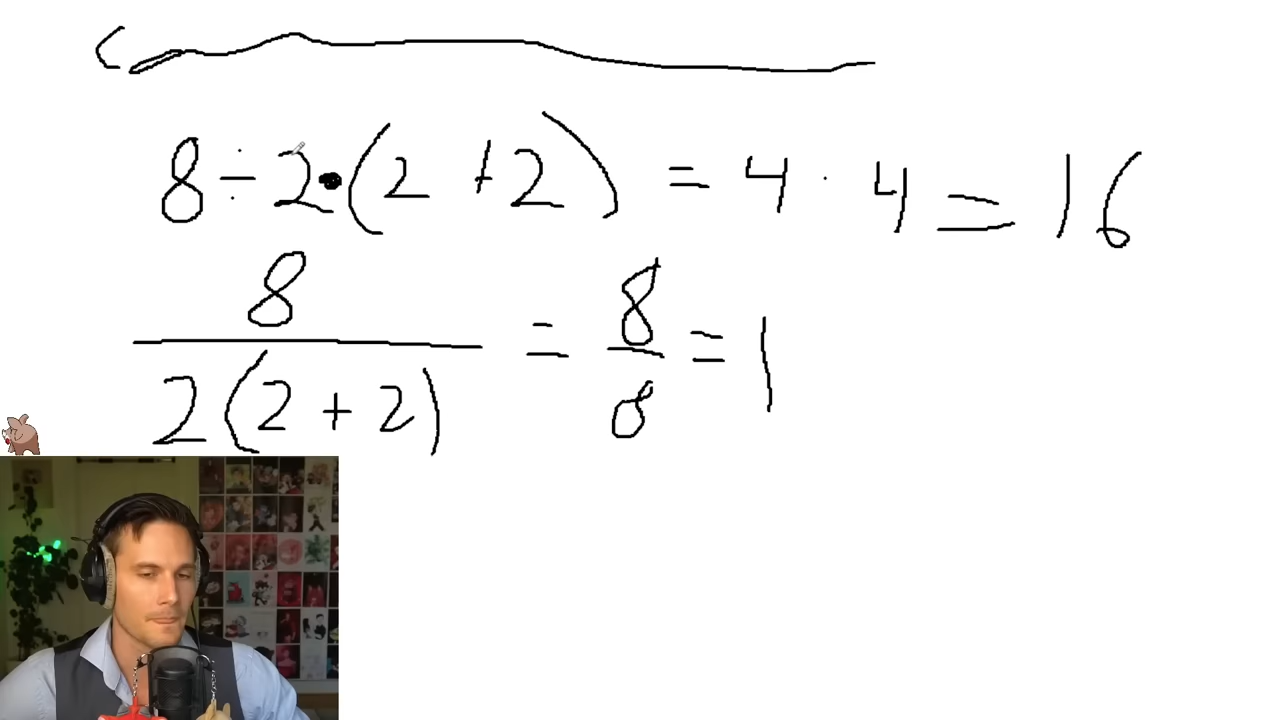 8 ÷ 2 • (2 + 2) = 4 · 4 = 16
8
2(2 + 2) = 8/8 = 1